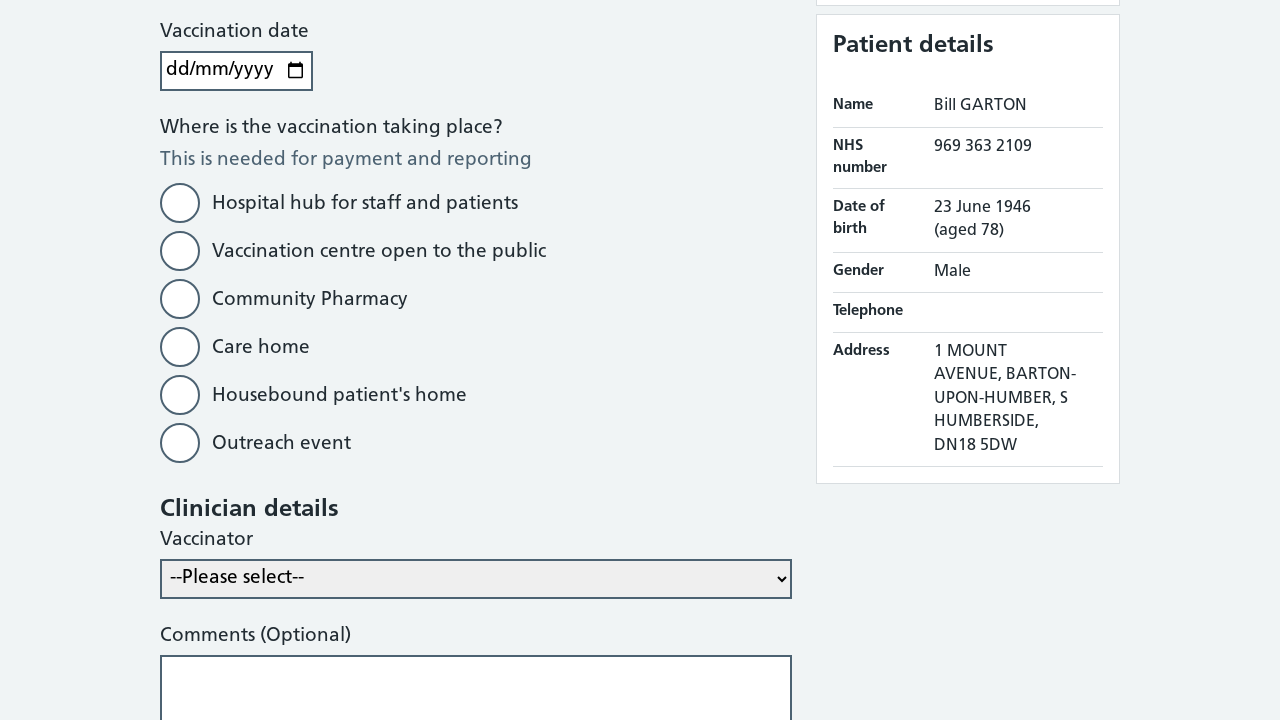 Vaccination date
dd/mm/yyyy
Where is the vaccination taking place?
This is needed for payment and reporting
Hospital hub for staff and patients
Vaccination centre open to the public
Community Pharmacy
Care home
Housebound patient's home
Outreach event
Clinician details
Vaccinator
--Please select--
Comments (Optional)
Patient details
Name Bill GARTON
NHS number 969 363 2109
Date of birth 23 June 1946
(aged 78)
Gender Male
Telephone
Address 1 MOUNT
AVENUE, BARTON-
UPON-HUMBER, S
HUMBERSIDE,
DN18 5DW